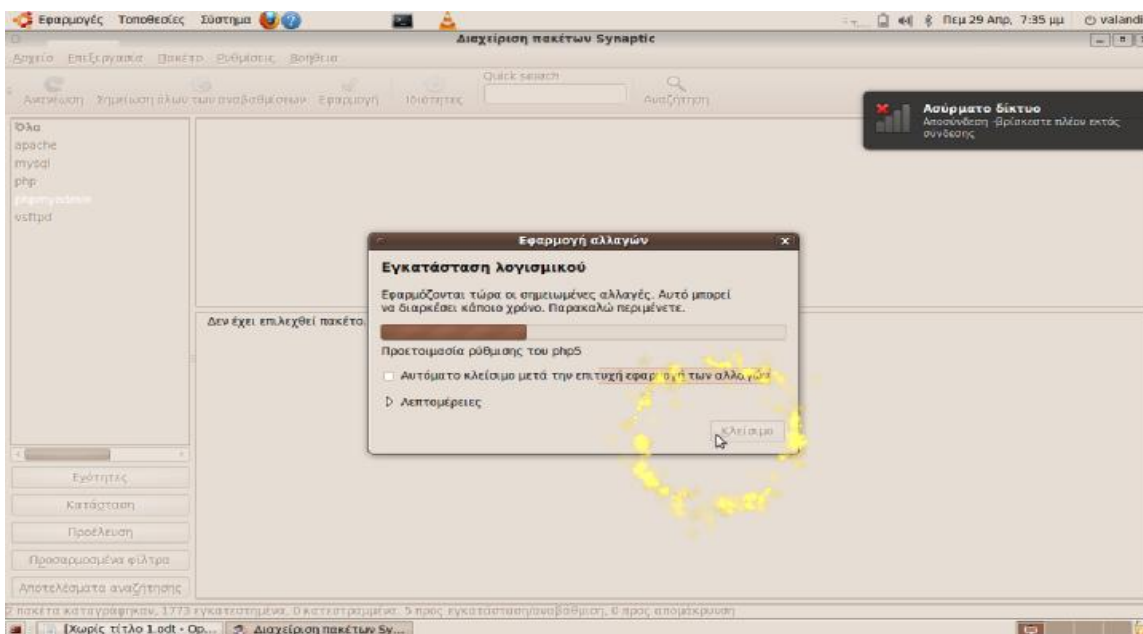 Εφαρμογές Τοποθεσίες Σύστημα Πεμ 29 Απρ, 7:35 μμ valandi
Διαχείριση πακέτων Synaptic
Αρχείο Επεξεργασία Πακέτο Ρυθμίσεις Βοήθεια
Quick search
Ανανέωση Σημείωση όλων των αναβαθμίσεων Εφαρμογή Ιδιότητες Αναζήτηση
Ασύρματο δίκτυο
Αποσύνδεση -βρίσκεστε πλέον εκτός
σύνδεσης
Όλα
apache
mysql
php
phpmyadmin
vsftpd
Εφαρμογή αλλαγών
Εγκατάσταση λογισμικού
Εφαρμόζονται τώρα οι σημειωμένες αλλαγές. Αυτό μπορεί
να διαρκέσει κάποιο χρόνο. Παρακαλώ περιμένετε.
Δεν έχει επιλεχθεί πακέτο.
Προετοιμασία ρύθμισης του php5
Αυτόματο κλείσιμο μετά την επιτυχή εφαρμογή των αλλαγών
Λεπτομέρειες
Κλείσιμο
Ενότητες
Κατάσταση
Προέλευση
Προσαρμοσμένα φίλτρα
Αποτελέσματα αναζήτησης
πακέτα καταγράφηκαν, 1773 εγκατεστημένα, 0 κατεστραμμένα. 5 προς εγκατάσταση/αναβάθμιση, 0 προς απομάκρυνση
[Χωρίς τίτλο 1.odt - Op... Διαχείριση πακέτων Sy...